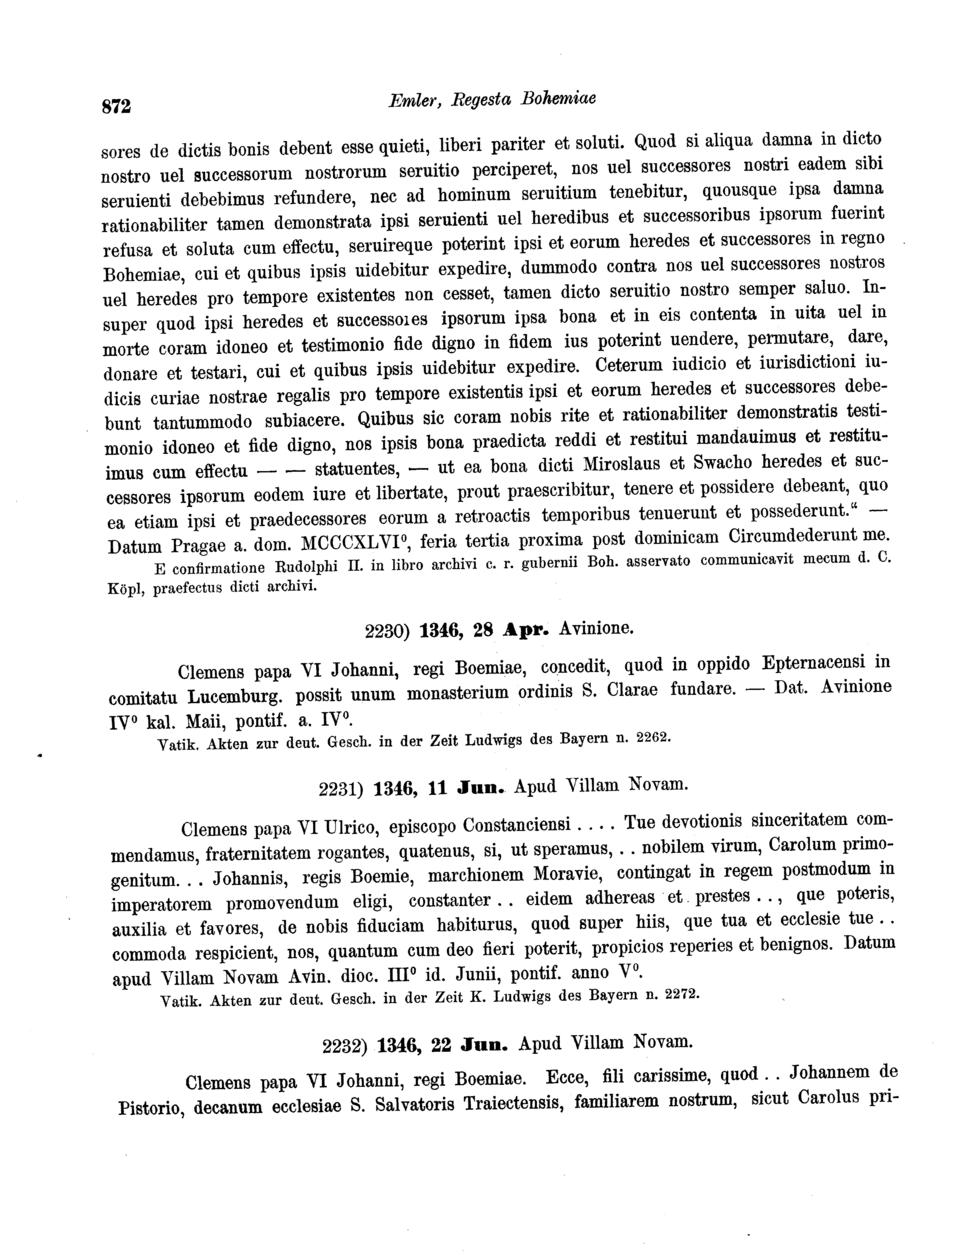 872
Emler, Regesta Bohemiae
sores de dictis bonis debent esse quieti, liberi pariter et soluti. Quod si aliqua damna in dicto
nostro uel successorum nostrorum seruitio perciperet, nos uel successores nostri eadem sibi
seruienti debebimus refundere, nec ad hominum seruitium tenebitur, quousque ipsa damna
rationabiliter tamen demonstrata ipsi seruienti uel heredibus et successoribus ipsorum fuerint
refusa et soluta cum effectu, seruireque poterint ipsi et eorum heredes et successores in regno
Bohemiae, cui et quibus ipsis uidebitur expedire, dummodo contra nos uel successores nostros
uel heredes pro tempore existentes non cesset, tamen dicto seruitio nostro semper saluo. In-
super quod ipsi heredes et successores ipsorum ipsa bona et in eis contenta in uita uel in
morte coram idoneo et testimonio fide digno in fidem ius poterint uendere, permutare, dare,
donare et testari, cui et quibus ipsis uidebitur expedire. Ceterum iudicio et iurisdictioni iu-
dicis curiae nostrae regalis pro tempore existentis ipsi et eorum heredes et successores debe-
bunt tantummodo subiacere. Quibus sic coram nobis rite et rationabiliter demonstratis testi-
monio idoneo et fide digno, nos ipsis bona praedicta reddi et restitui mandauimus et restitu-
imus cum effectu — — statuentes, — ut ea bona dicti Miroslaus et Swacho heredes et suc-
cessores ipsorum eodem iure et libertate, prout praescribitur, tenere et possidere debeant, quo
ea etiam ipsi et praedecessores eorum a retroactis temporibus tenuerunt et possederunt.“ —
Datum Pragae a. dom. MCCCXLVI⁰, feria tertia proxima post dominicam Circumdederunt me.
E confirmatione Rudolphi II. in libro archivi c. r. gubernii Boh. asservato communicavit mecum d. C.
Köpl, praefectus dicti archivi.
2230) 1346, 28 Apr. Avinione.
Clemens papa VI Johanni, regi Boemiae, concedit, quod in oppido Epternacensi in
comitatu Lucemburg. possit unum monasterium ordinis S. Clarae fundare. — Dat. Avinione
IV⁰ kal. Maii, pontif. a. IV⁰.
Vatik. Akten zur deut. Gesch. in der Zeit Ludwigs des Bayern n. 2262.
2231) 1346, 11 Jun. Apud Villam Novam.
Clemens papa VI Ulrico, episcopo Constanciensi . . . . Tue devotionis sinceritatem com-
mendamus, fraternitatem rogantes, quatenus, si, ut speramus, . . nobilem virum, Carolum primo-
genitum. . . Johannis, regis Boemie, marchionem Moravie, contingat in regem postmodum in
imperatorem promovendum eligi, constanter . . eidem adhereas et prestes . . , que poteris,
auxilia et favores, de nobis fiduciam habiturus, quod super hiis, que tua et ecclesie tue . .
commoda respicient, nos, quantum cum deo fieri poterit, propicios reperies et benignos. Datum
apud Villam Novam Avin. dioc. III⁰ id. Junii, pontif. anno V⁰.
Vatik. Akten zur deut. Gesch. in der Zeit K. Ludwigs des Bayern n. 2272.
2232) 1346, 22 Jun. Apud Villam Novam.
Clemens papa VI Johanni, regi Boemiae. Ecce, fili carissime, quod . . Johannem de
Pistorio, decanum ecclesiae S. Salvatoris Traiectensis, familiarem nostrum, sicut Carolus pri-